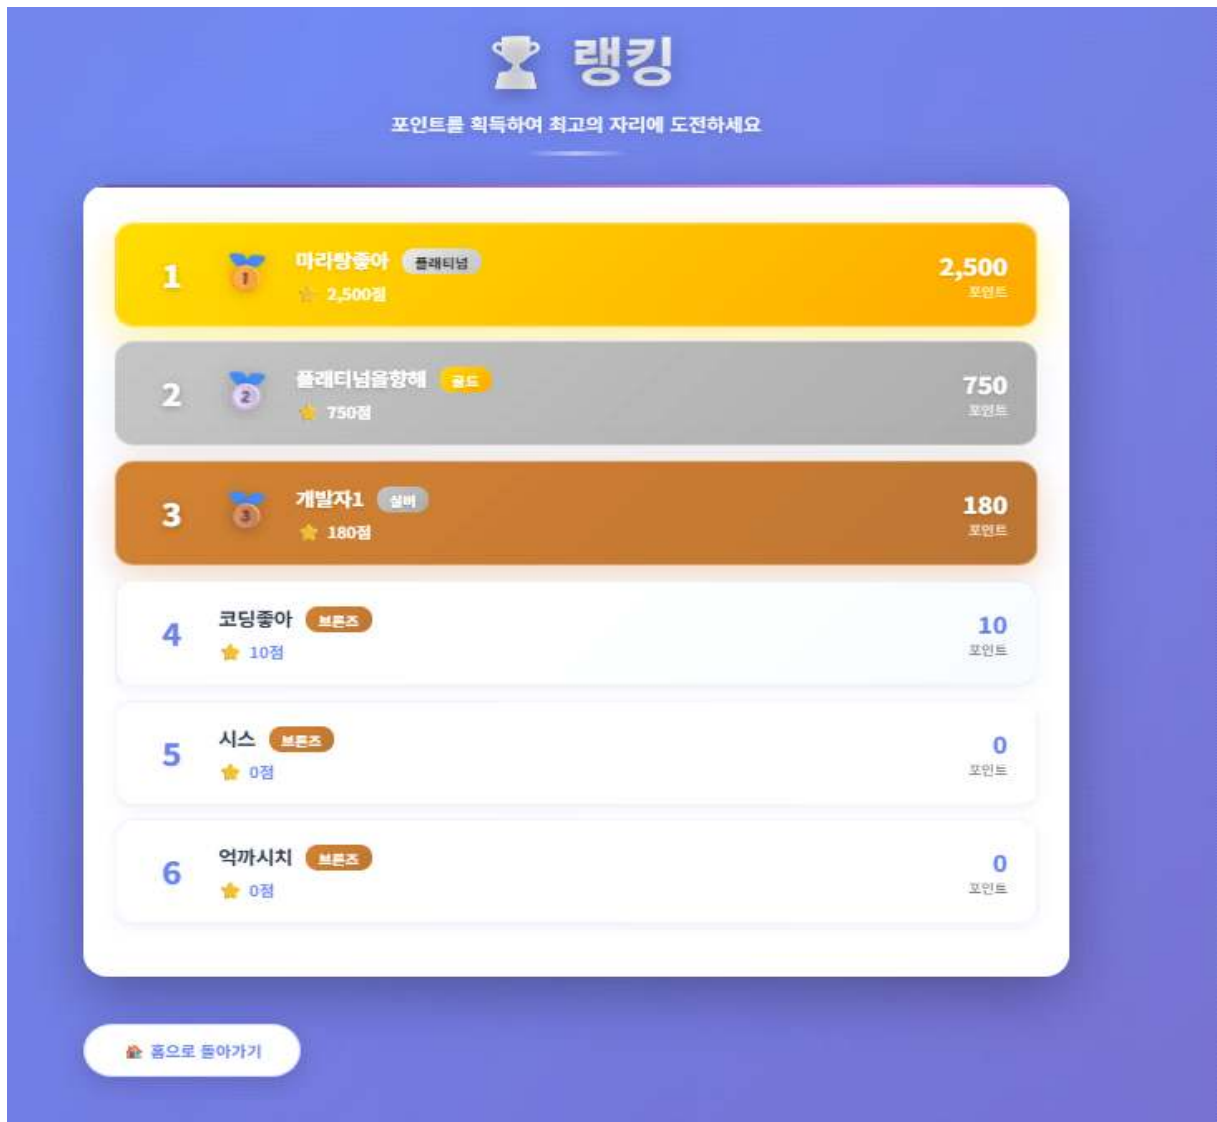 랭킹
포인트를 획득하여 최고의 자리에 도전하세요
1
1
마라탕좋아 플래티넘
2,500점
2,500
포인트
2
2
플래티넘을향해 골드
750점
750
포인트
3
3
개발자1 실버
180점
180
포인트
4
코딩좋아 브론즈
10점
10
포인트
5
시스 브론즈
0점
0
포인트
6
억까시치 브론즈
0점
0
포인트
홈으로 돌아가기